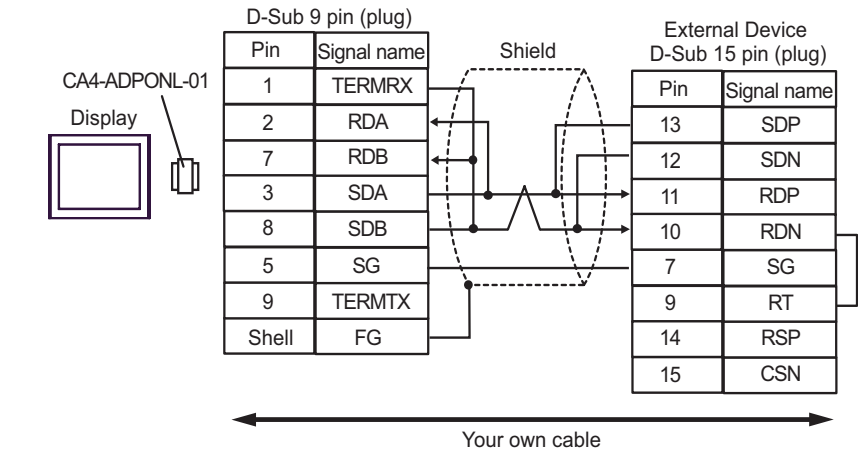 D-Sub 9 pin (plug)
External Device
D-Sub 15 pin (plug)
Shield
CA4-ADPONL-01
Display
Pin Signal name
1 TERMRX
2 RDA
7 RDB
3 SDA
8 SDB
5 SG
9 TERMTX
Shell FG
Pin Signal name
13 SDP
12 SDN
11 RDP
10 RDN
7 SG
9 RT
14 RSP
15 CSN
Your own cable